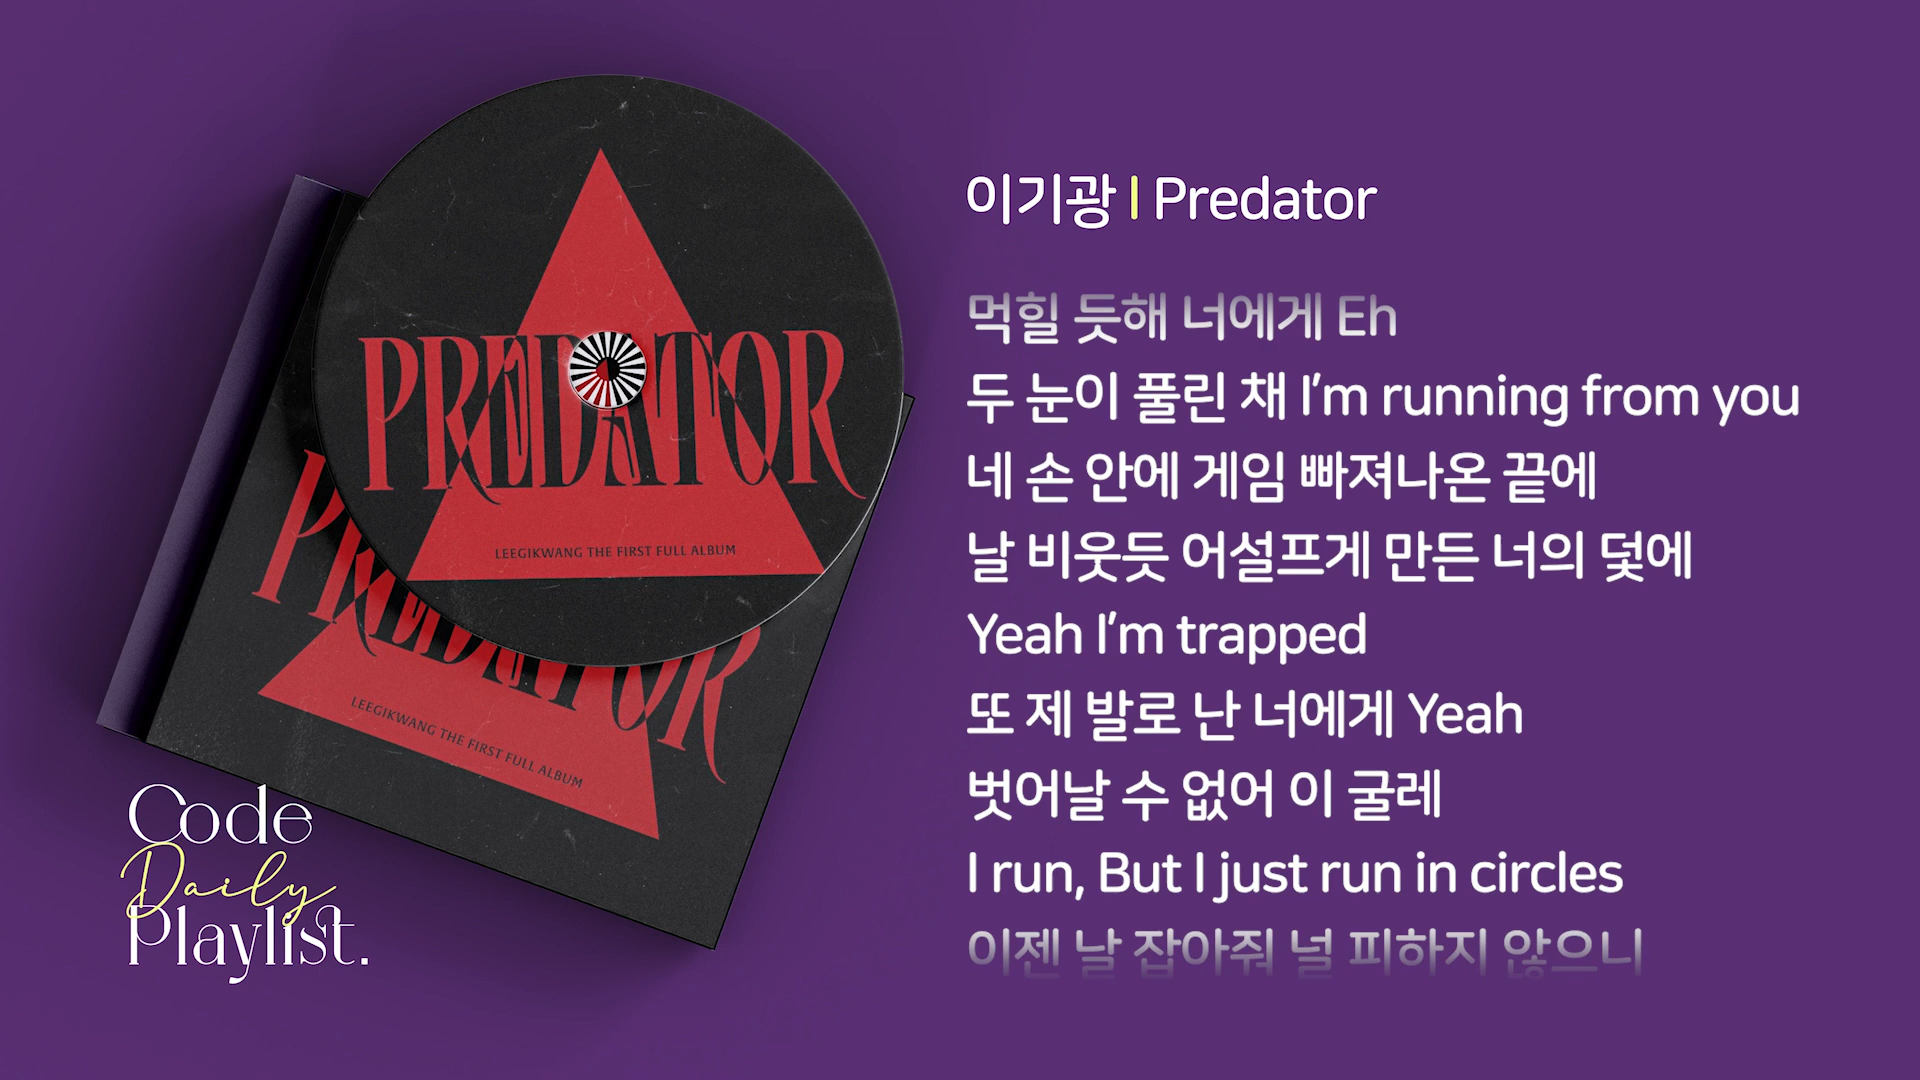 PREDATOR
LEEGIKWANG THE FIRST FULL ALBUM
PREDATOR
LEEGIKWANG THE FIRST FULL ALBUM
Code
Daily
Playlist.
이기광 | Predator
먹힐 듯해 너에게 Eh
두 눈이 풀린 채 I'm running from you
네 손 안에 게임 빠져나온 끝에
날 비웃듯 어설프게 만든 너의 덫에
Yeah I'm trapped
또 제 발로 난 너에게 Yeah
벗어날 수 없어 이 굴레
I run, But I just run in circles
이젠 날 잡아줘 널 피하지 않으니